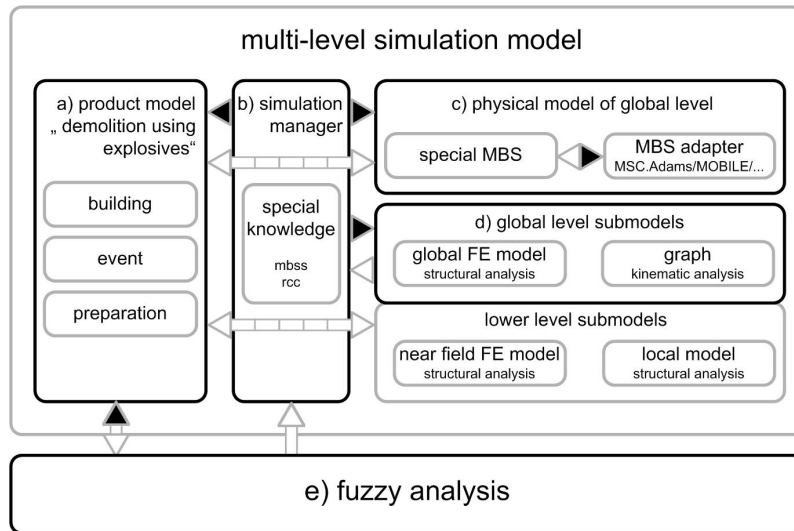 multi-level simulation model
a) product model
„ demolition using
explosives“
building
event
preparation
b) simulation
manager
special
knowledge
mbss
rcc
c) physical model of global level
special MBS
MBS adapter
MSC.Adams/MOBILE/...
d) global level submodels
global FE model
structural analysis
graph
kinematic analysis
lower level submodels
near field FE model
structural analysis
local model
structural analysis
e) fuzzy analysis